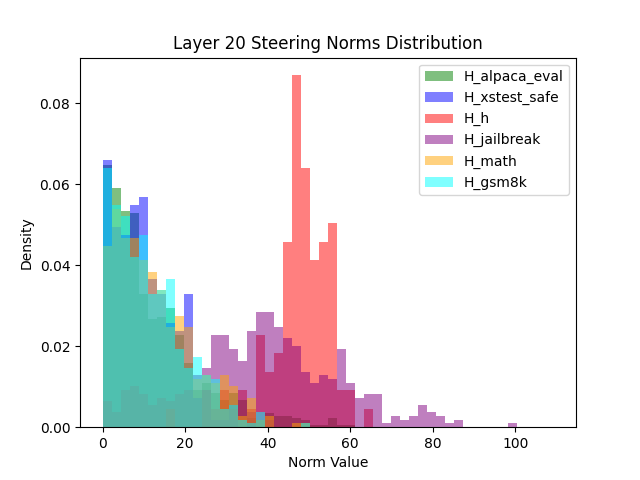 Layer 20 Steering Norms Distribution
H_alpaca_eval
H_xstest_safe
H_h
H_jailbreak
H_math
H_gsm8k
Density
0.08
0.06
0.04
0.02
0.00
0
20
40
60
80
100
Norm Value